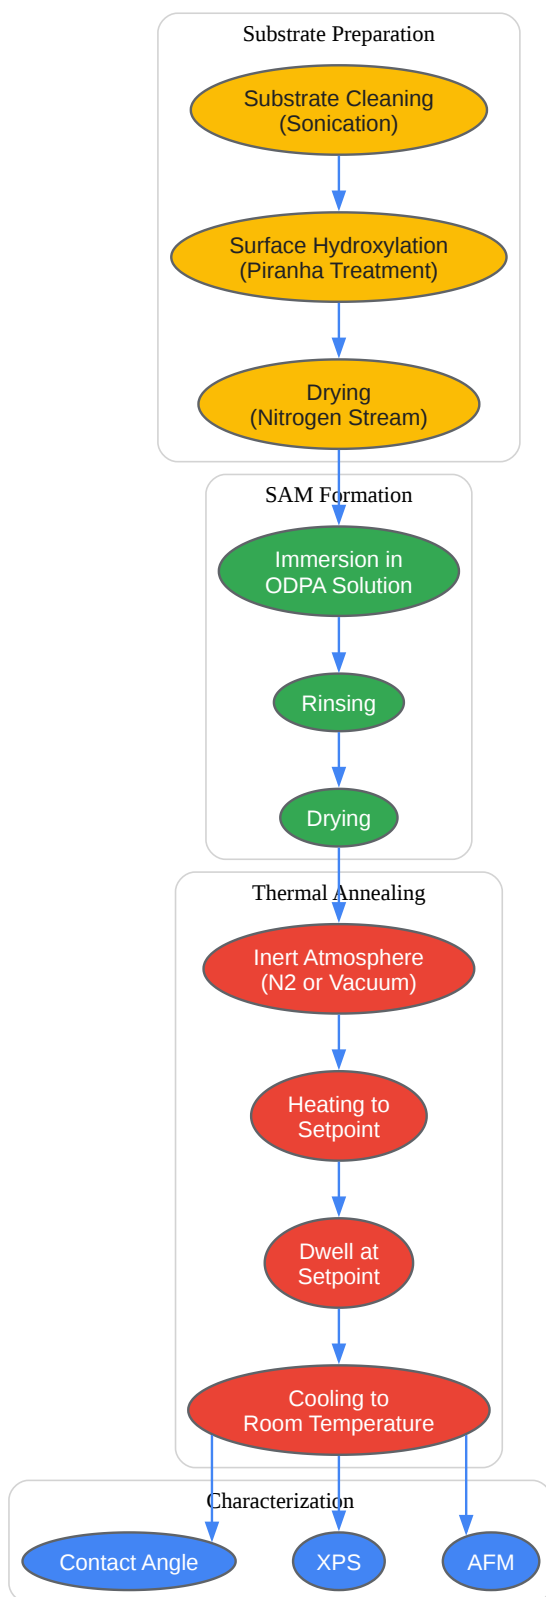 Substrate Preparation
Substrate Cleaning
(Sonication)
Surface Hydroxylation
(Piranha Treatment)
Drying
(Nitrogen Stream)
SAM Formation
Immersion in
ODPA Solution
Rinsing
Drying
Thermal Annealing
Inert Atmosphere
(N2 or Vacuum)
Heating to
Setpoint
Dwell at
Setpoint
Cooling to
Room Temperature
Characterization
Contact Angle
XPS
AFM